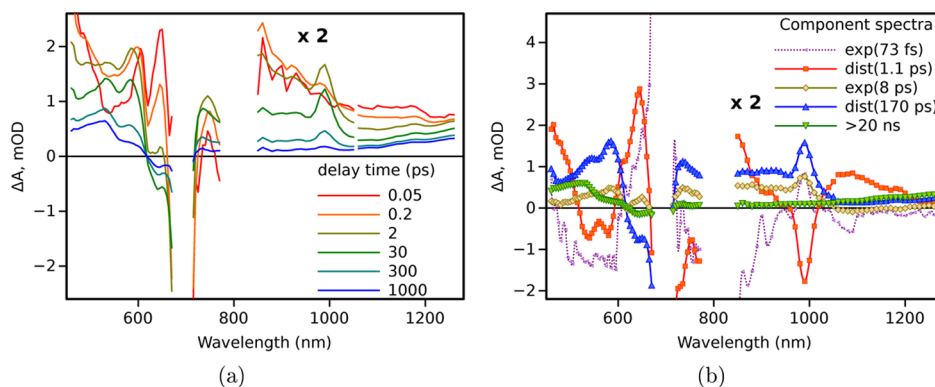 x 2
2
1
0
−1
−2
ΔA, mOD
delay time (ps)
0.05
0.2
2
30
300
1000
600
800
1000
1200
Wavelength (nm)
(a)
Component spectra
exp(73 fs)
dist(1.1 ps)
exp(8 ps)
dist(170 ps)
>20 ns
x 2
4
3
2
1
0
−1
−2
ΔA, mOD
600
800
1000
1200
Wavelength (nm)
(b)